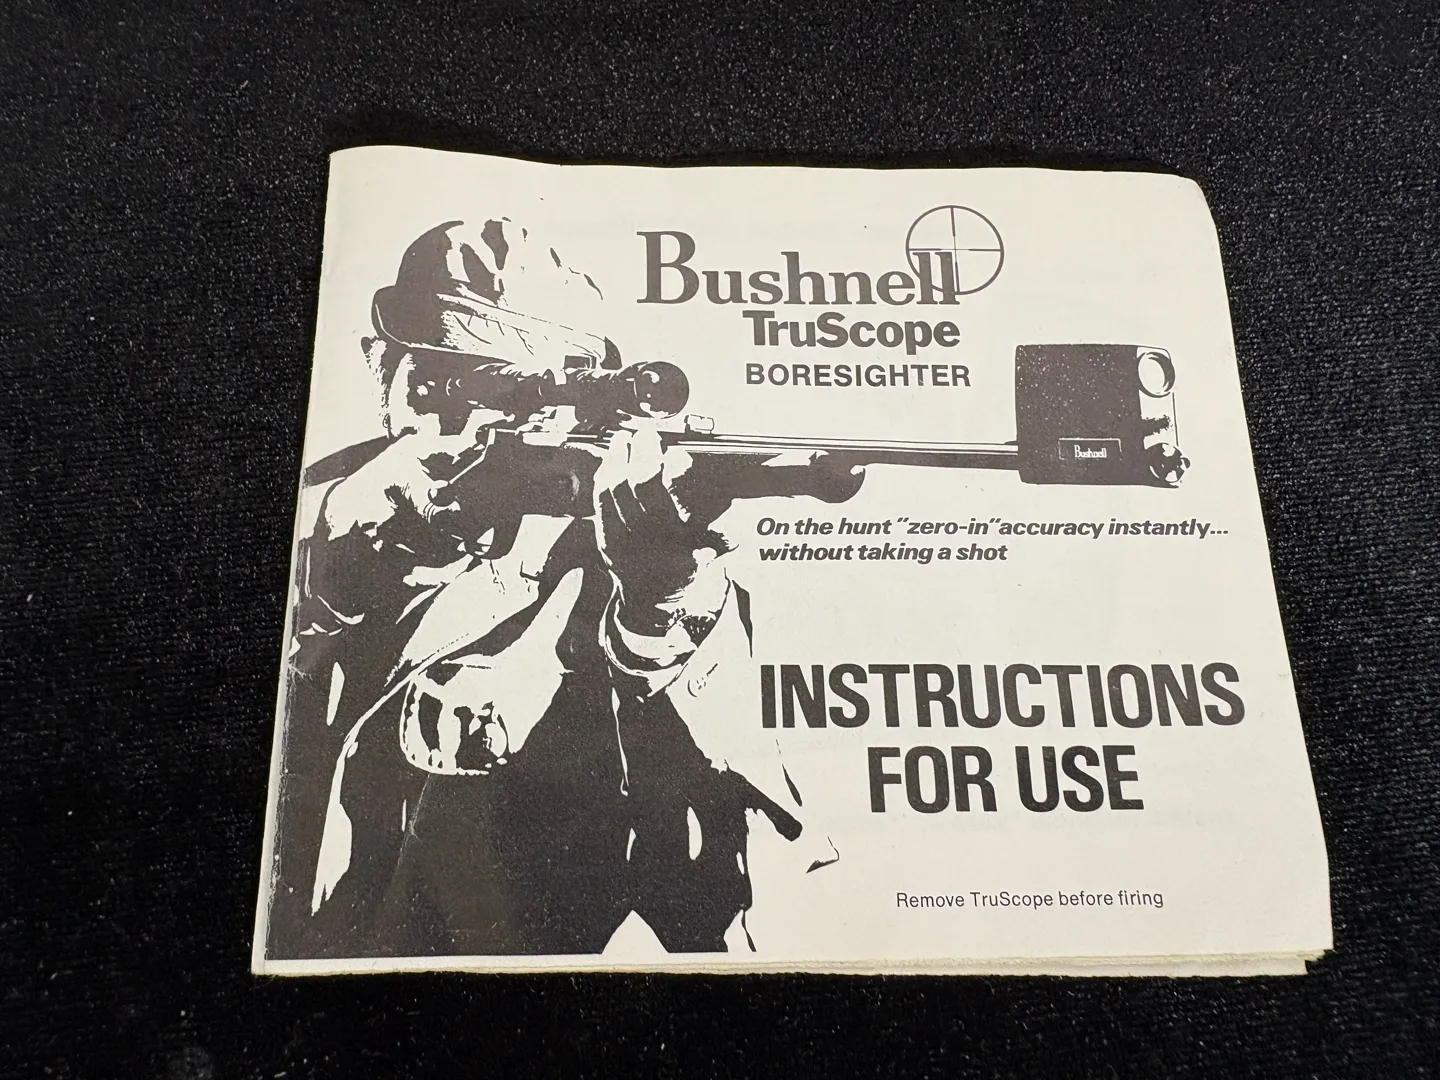 Bushnell
TruScope
BORESIGHTER
Bushnell
On the hunt "zero-in" accuracy instantly...
without taking a shot
INSTRUCTIONS
FOR USE
Remove TruScope before firing